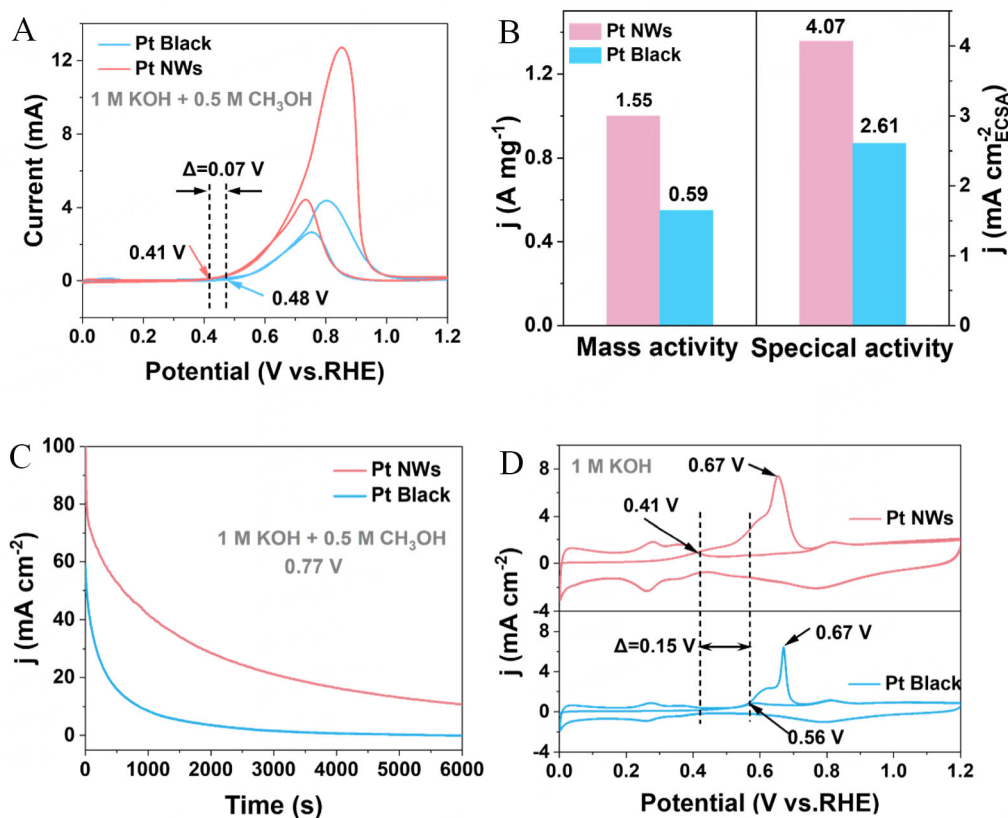 A
Pt Black
Pt NWs
1 M KOH + 0.5 M CH₃OH
Δ=0.07 V
0.41 V
0.48 V
Current (mA)
12
8
4
0
0.0 0.2 0.4 0.6 0.8 1.0 1.2
Potential (V vs.RHE)
B
Pt NWs
Pt Black
1.55
0.59
4.07
2.61
j (A mg⁻¹)
1.2
0.8
0.4
0.0
j (mA cm⁻²ECSA)
4
3
2
1
0
Mass activity
Specical activity
C
Pt NWs
Pt Black
1 M KOH + 0.5 M CH₃OH
0.77 V
j (mA cm⁻²)
100
80
60
40
20
0
0 1000 2000 3000 4000 5000 6000
Time (s)
D
1 M KOH
0.67 V
0.41 V
Pt NWs
8
4
0
-4
Δ=0.15 V
0.67 V
Pt Black
0.56 V
8
4
0
-4
j (mA cm⁻²)
0.0 0.2 0.4 0.6 0.8 1.0 1.2
Potential (V vs.RHE)